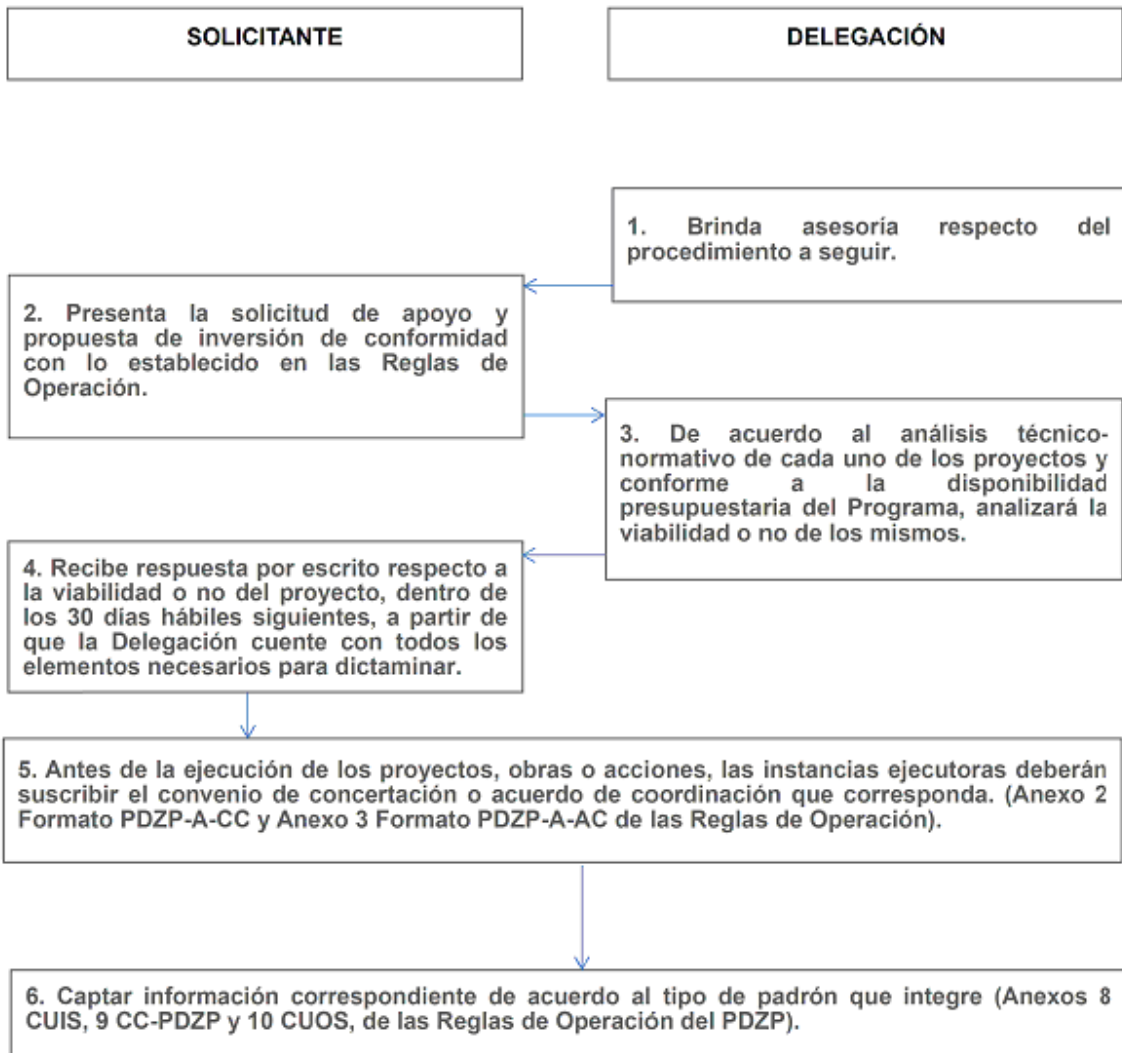 SOLICITANTE
DELEGACIÓN
1. Brinda asesoría respecto del
procedimiento a seguir.
2. Presenta la solicitud de apoyo y
propuesta de inversión de conformidad
con lo establecido en las Reglas de
Operación.
3. De acuerdo al análisis técnico-
normativo de cada uno de los proyectos y
conforme a la disponibilidad
presupuestaria del Programa, analizará la
viabilidad o no de los mismos.
4. Recibe respuesta por escrito respecto a
la viabilidad o no del proyecto, dentro de
los 30 días hábiles siguientes, a partir de
que la Delegación cuente con todos los
elementos necesarios para dictaminar.
5. Antes de la ejecución de los proyectos, obras o acciones, las instancias ejecutoras deberán
suscribir el convenio de concertación o acuerdo de coordinación que corresponda. (Anexo 2
Formato PDZP-A-CC y Anexo 3 Formato PDZP-A-AC de las Reglas de Operación).
6. Captar información correspondiente de acuerdo al tipo de padrón que integre (Anexos 8
CUIS, 9 CC-PDZP y 10 CUOS, de las Reglas de Operación del PDZP).